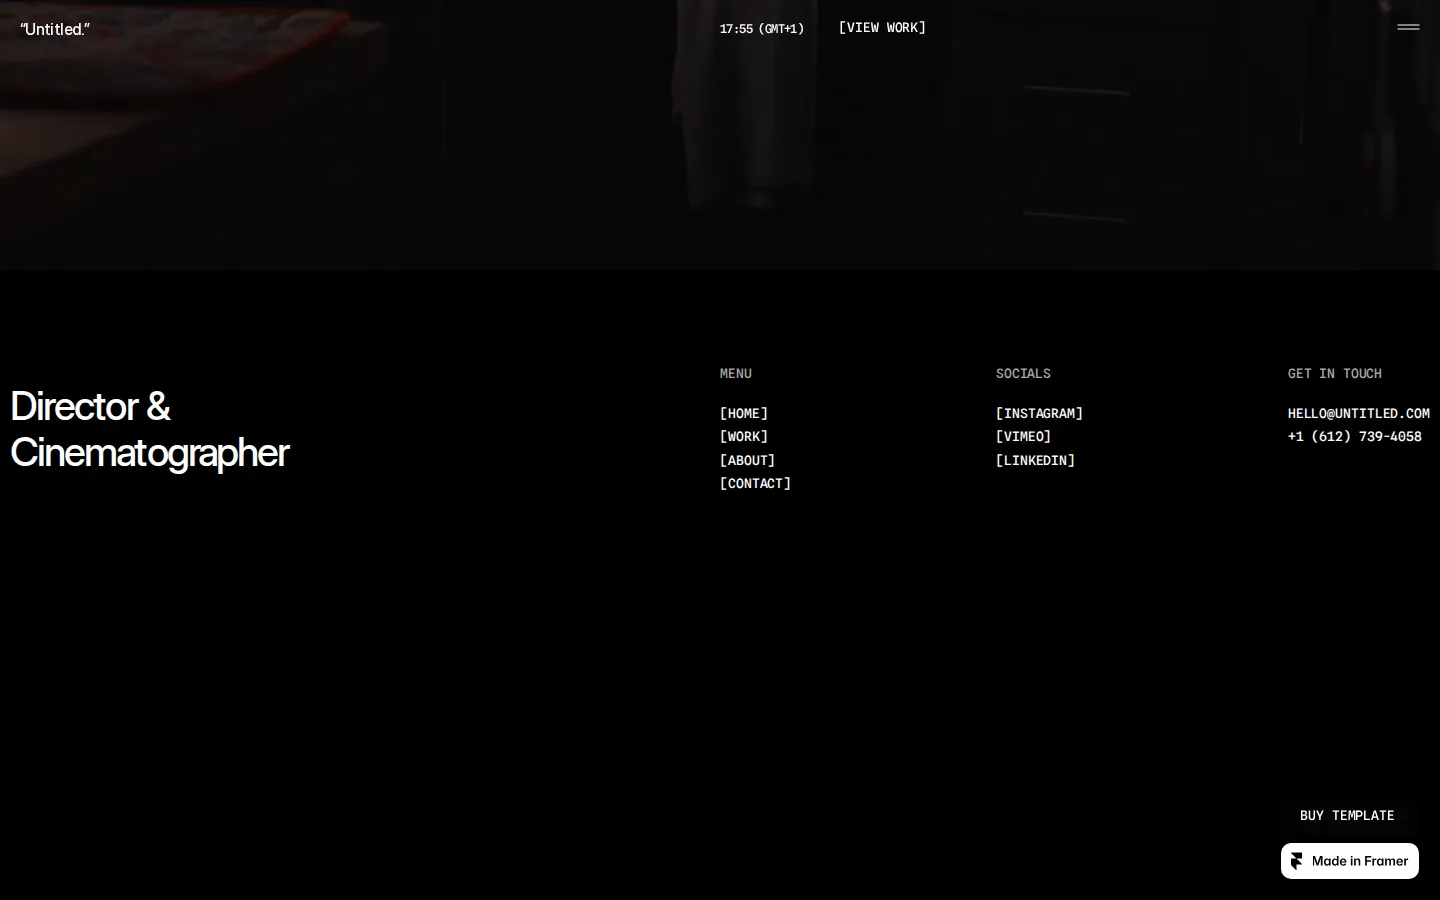 “Untitled.”
17:55 (GMT+1)
[VIEW WORK]
Director &
Cinematographer
MENU
[HOME]
[WORK]
[ABOUT]
[CONTACT]
SOCIALS
[INSTAGRAM]
[VIMEO]
[LINKEDIN]
GET IN TOUCH
HELLO@UNTITLED.COM
+1 (612) 739-4058
BUY TEMPLATE
Made in Framer